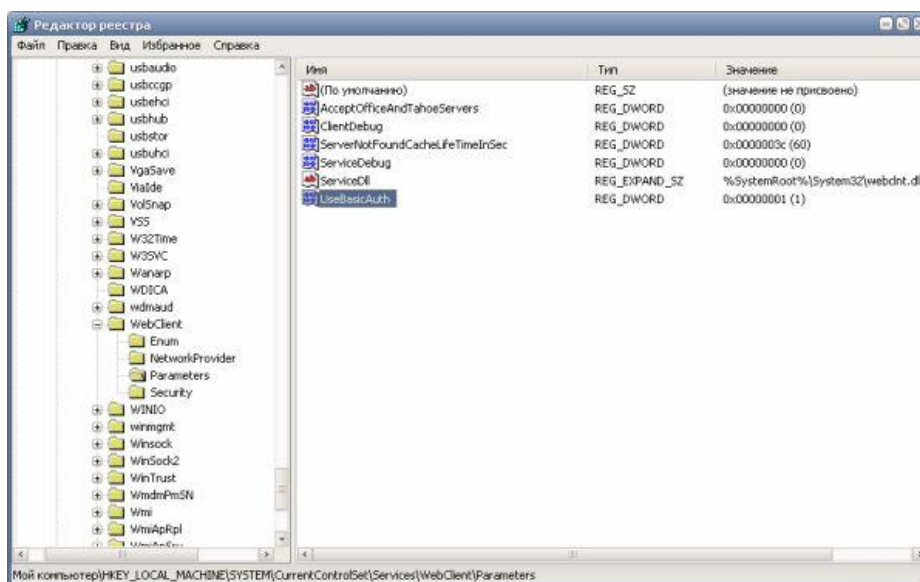 Редактор реестра
Файл Правка Вид Избранное Справка
usbaudio
usbccgp
usbehci
usbhub
usbstor
usbuhci
VgaSave
ViaIde
VolSnap
VSS
W32Time
W3SVC
Wanarp
WDICA
wdmaud
WebClient
Enum
NetworkProvider
Parameters
Security
WINIO
winmgmt
Winsock
WinSock2
WinTrust
WmdmPmSN
Wmi
WmiApRpl
WmiApSrv
Имя Тип Значение
(По умолчанию) REG_SZ (значение не присвоено)
AcceptOfficeAndTahoeServers REG_DWORD 0x00000000 (0)
ClientDebug REG_DWORD 0x00000000 (0)
ServerNotFoundCacheLifeTimeInSec REG_DWORD 0x0000003c (60)
ServiceDebug REG_DWORD 0x00000000 (0)
ServiceDll REG_EXPAND_SZ %SystemRoot%\System32\webclnt.dl
UseBasicAuth REG_DWORD 0x00000001 (1)
Мой компьютер\HKEY_LOCAL_MACHINE\SYSTEM\CurrentControlSet\Services\WebClient\Parameters